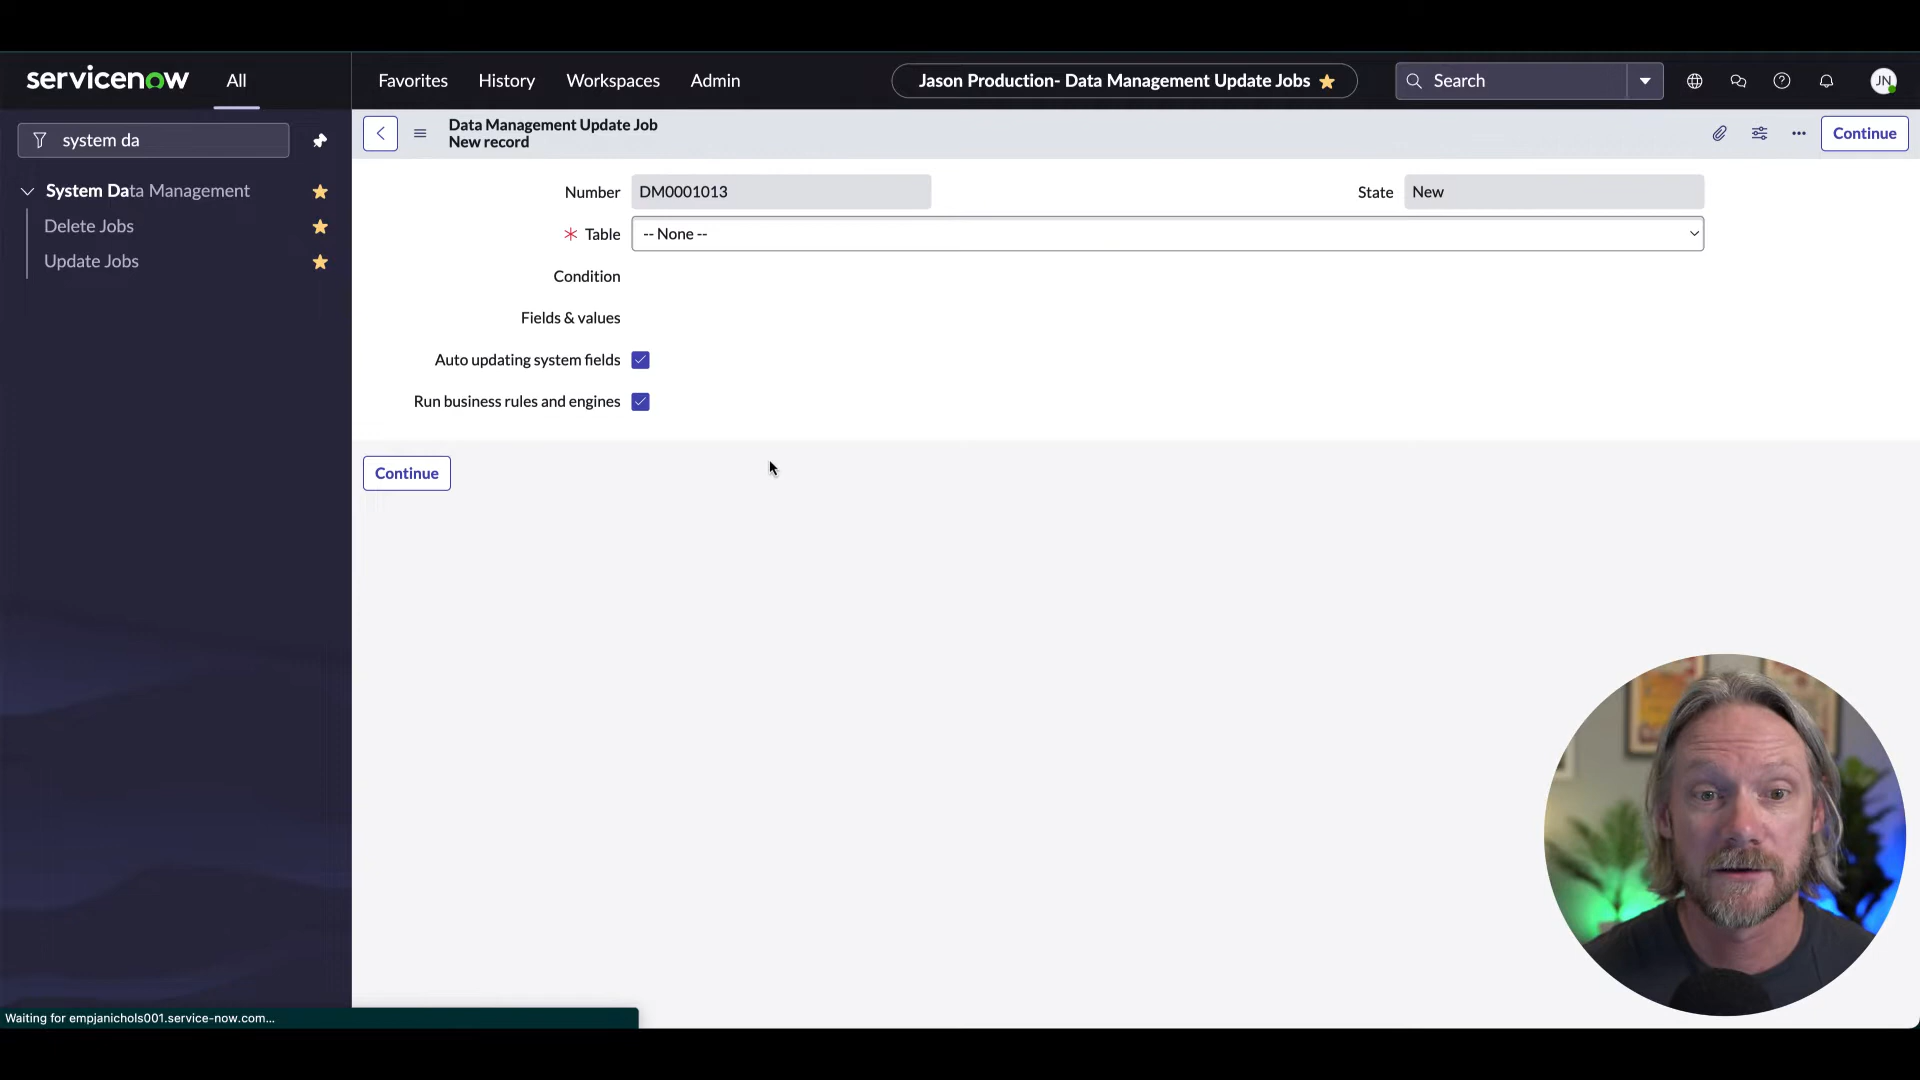 servicenow
All
Favorites
History
Workspaces
Admin
Jason Production- Data Management Update Jobs
Search
JN
system da
System Data Management
Delete Jobs
Update Jobs
Data Management Update Job
New record
Continue
Number
DM0001013
State
New
* Table
-- None --
Condition
Fields & values
Auto updating system fields
Run business rules and engines
Continue
Waiting for empjanichols001.service-now.com...